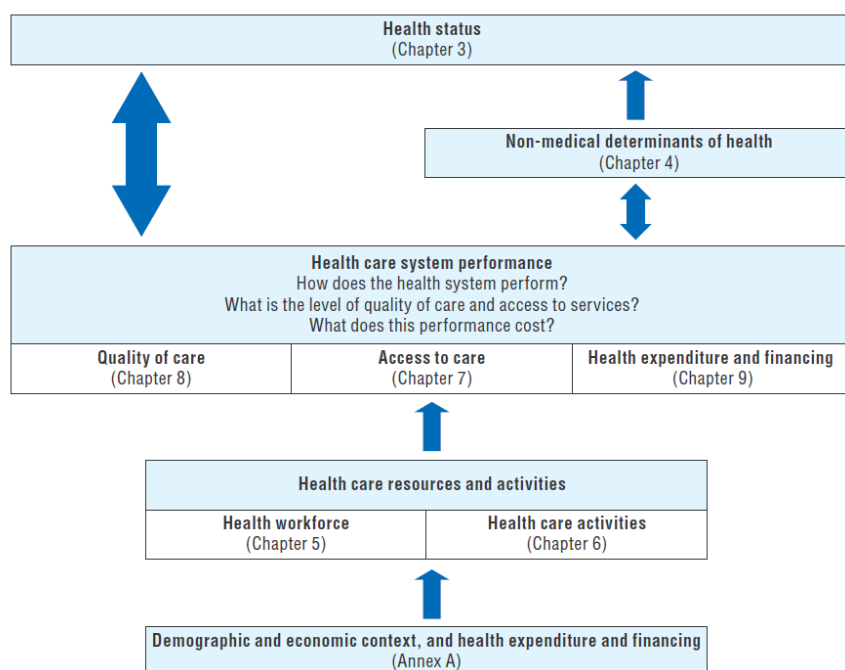 Health status
(Chapter 3)
Non-medical determinants of health
(Chapter 4)
Health care system performance
How does the health system perform?
What is the level of quality of care and access to services?
What does this performance cost?
Quality of care
(Chapter 8)
Access to care
(Chapter 7)
Health expenditure and financing
(Chapter 9)
Health care resources and activities
Health workforce
(Chapter 5)
Health care activities
(Chapter 6)
Demographic and economic context, and health expenditure and financing
(Annex A)